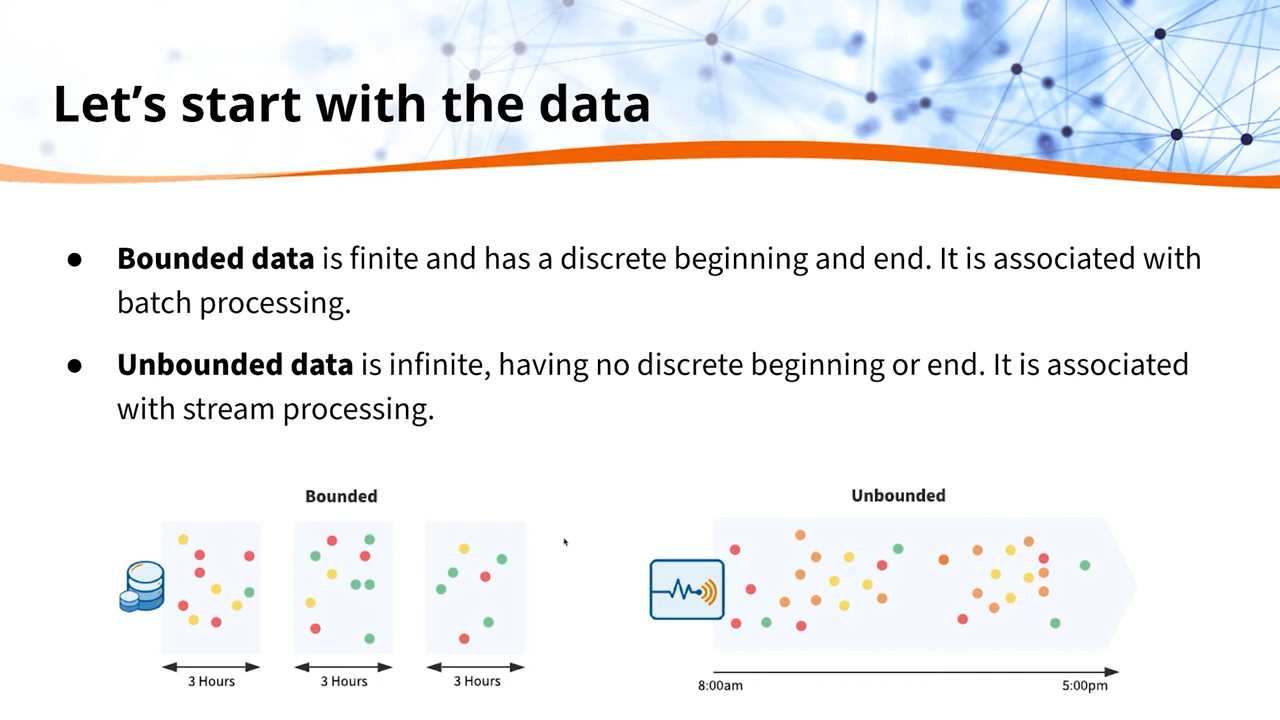 Let’s start with the data
● Bounded data is finite and has a discrete beginning and end. It is associated with
batch processing.
● Unbounded data is infinite, having no discrete beginning or end. It is associated
with stream processing.
Bounded
3 Hours
3 Hours
3 Hours
Unbounded
8:00am
5:00pm